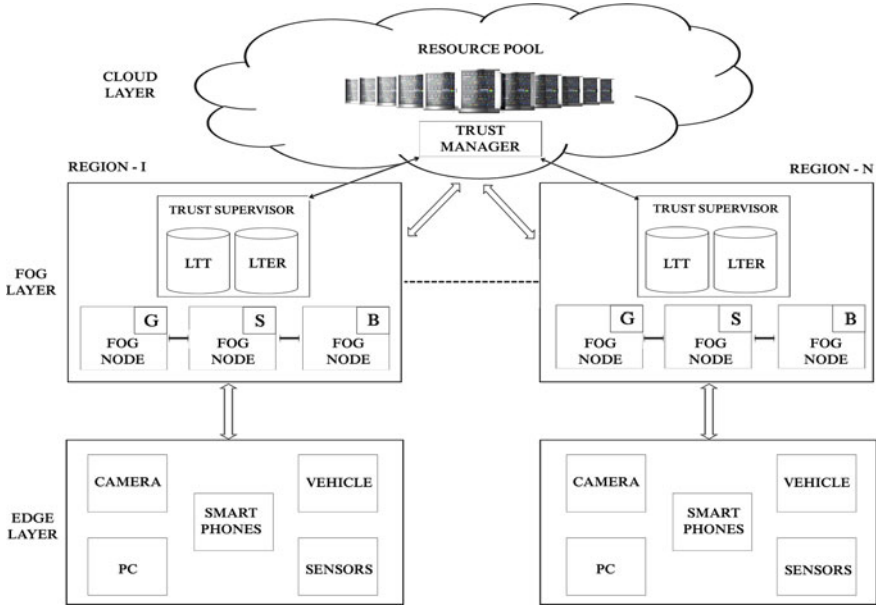 RESOURCE POOL
CLOUD
LAYER
TRUST
MANAGER
REGION - I
REGION - N
TRUST SUPERVISOR
LTT
LTER
TRUST SUPERVISOR
LTT
LTER
FOG
LAYER
G
FOG
NODE
S
FOG
NODE
B
FOG
NODE
G
FOG
NODE
S
FOG
NODE
B
FOG
NODE
EDGE
LAYER
CAMERA
VEHICLE
SMART
PHONES
PC
SENSORS
CAMERA
VEHICLE
SMART
PHONES
PC
SENSORS